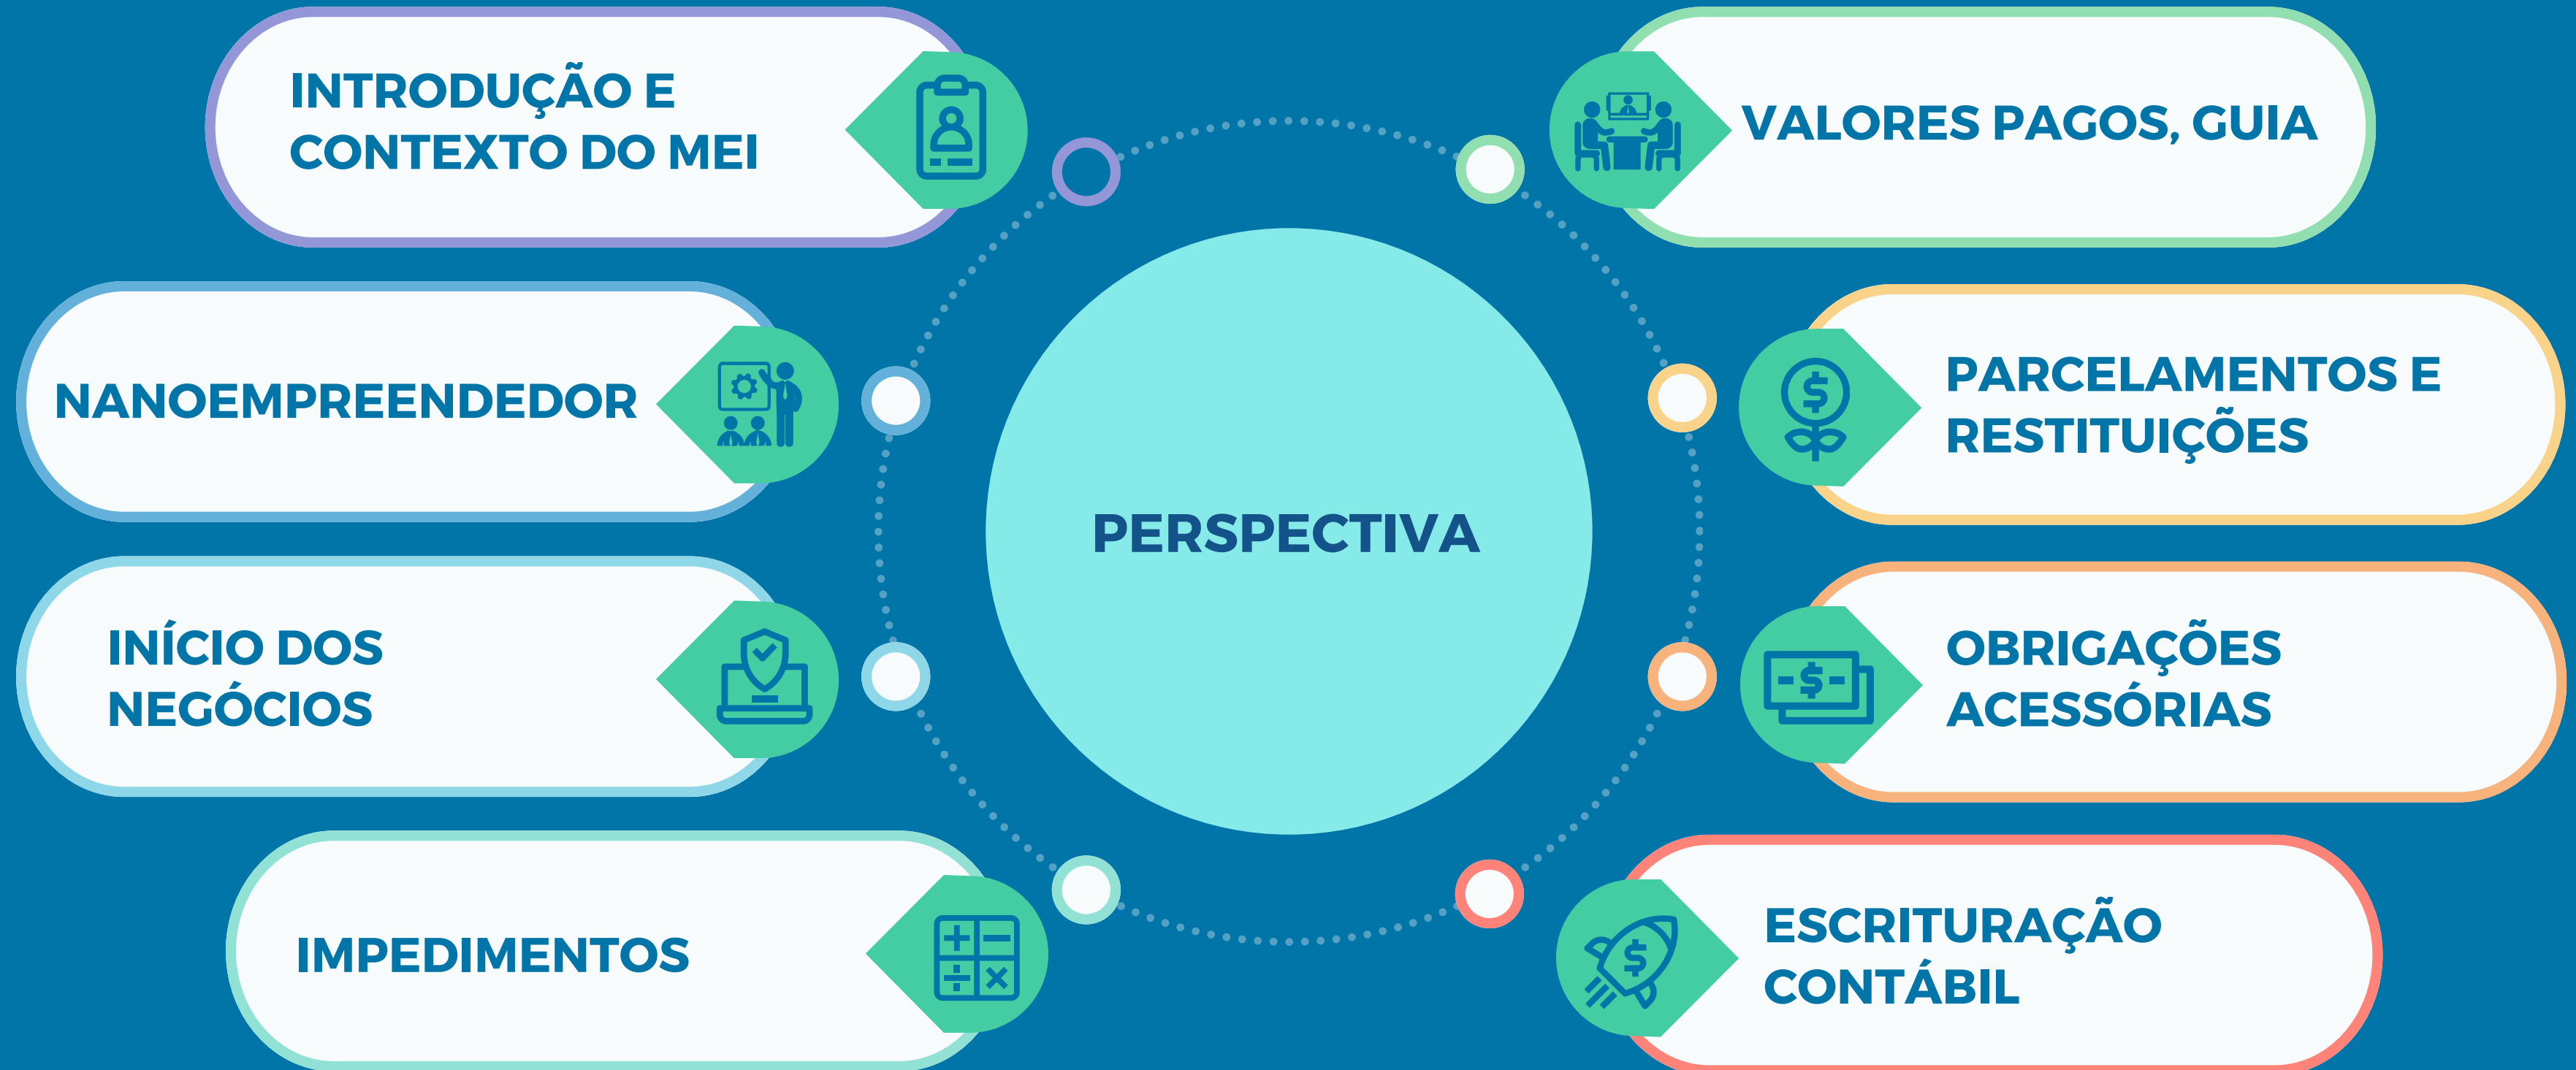 INTRODUÇÃO E
CONTEXTO DO MEI
NANOEMPREENDEDOR
INÍCIO DOS
NEGÓCIOS
IMPEDIMENTOS
PERSPECTIVA
VALORES PAGOS, GUIA
PARCELAMENTOS E
RESTITUIÇÕES
OBRIGAÇÕES
ACESSÓRIAS
ESCRITURAÇÃO
CONTÁBIL